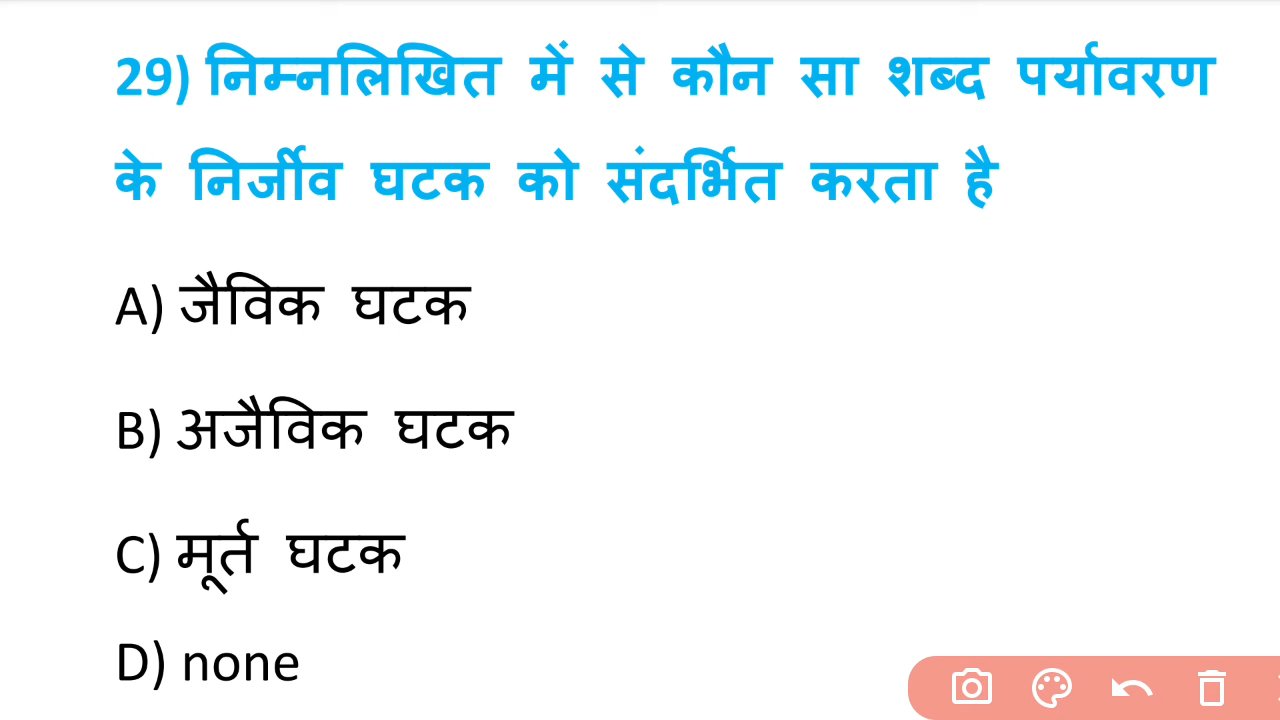 29) निम्नलिखित में से कौन सा शब्द पर्यावरण
के निर्जीव घटक को संदर्भित करता है
A) जैविक घटक
B) अजैविक घटक
C) मूर्त घटक
D) none